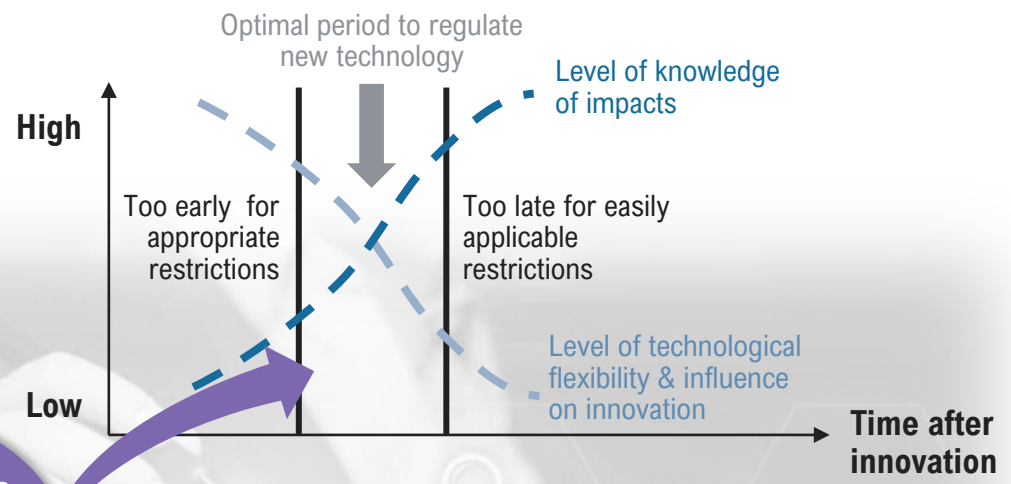 Optimal period to regulate
new technology
Level of knowledge
of impacts
High
Too early for
appropriate
restrictions
Too late for easily
applicable
restrictions
Level of technological
flexibility & influence
on innovation
Low
Time after
innovation